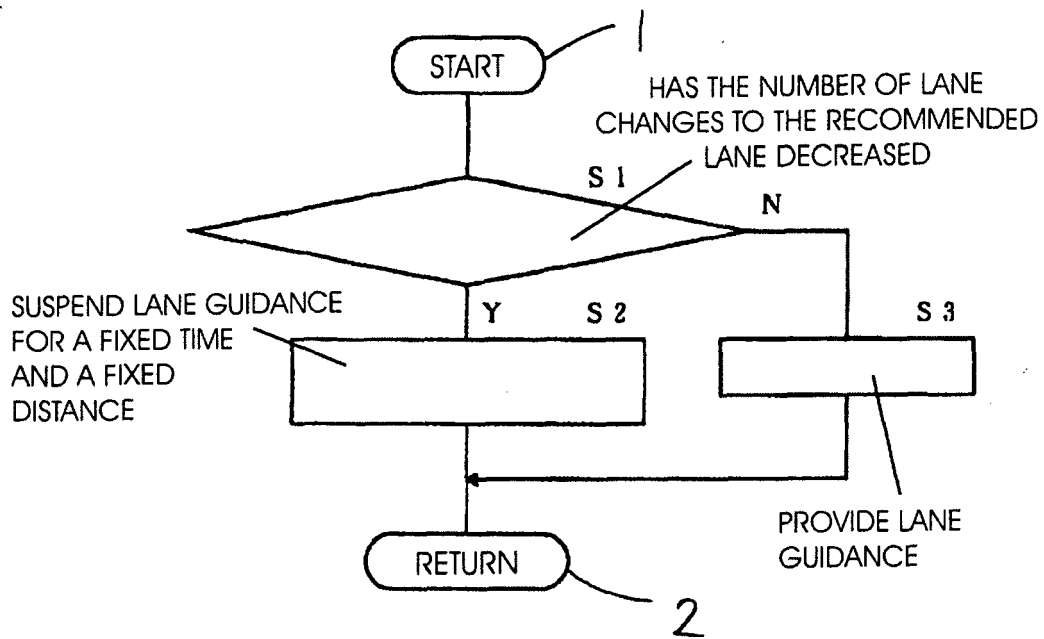 START
1
HAS THE NUMBER OF LANE
CHANGES TO THE RECOMMENDED
LANE DECREASED
S 1
N
SUSPEND LANE GUIDANCE
FOR A FIXED TIME
AND A FIXED
DISTANCE
Y
S 2
S 3
PROVIDE LANE
GUIDANCE
RETURN
2